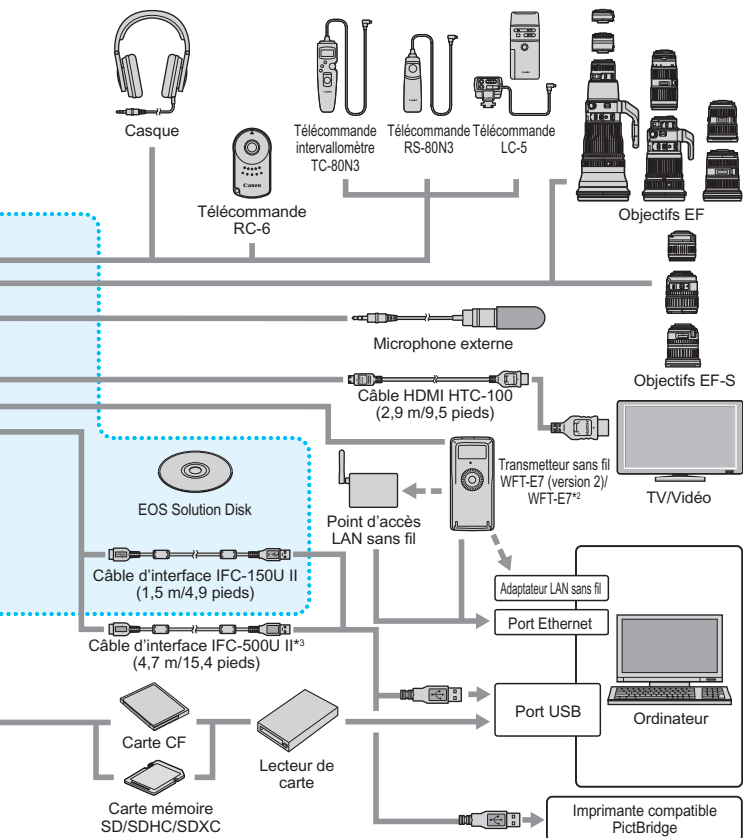 Casque
Télécommande
intervallomètre
TC-80N3
Télécommande
RS-80N3
Télécommande
LC-5
Canon
Télécommande
RC-6
Objectifs EF
Microphone externe
Objectifs EF-S
Câble HDMI HTC-100
(2,9 m/9,5 pieds)
EOS Solution Disk
Point d'accès
LAN sans fil
Transmetteur sans fil
WFT-E7 (version 2)/
WFT-E7*2
TV/Vidéo
Câble d'interface IFC-150U II
(1,5 m/4,9 pieds)
Adaptateur LAN sans fil
Port Ethernet
Câble d'interface IFC-500U II*3
(4,7 m/15,4 pieds)
Port USB
Ordinateur
Carte CF
Lecteur de
carte
Carte mémoire
SD/SDHC/SDXC
Imprimante compatible
PictBridge